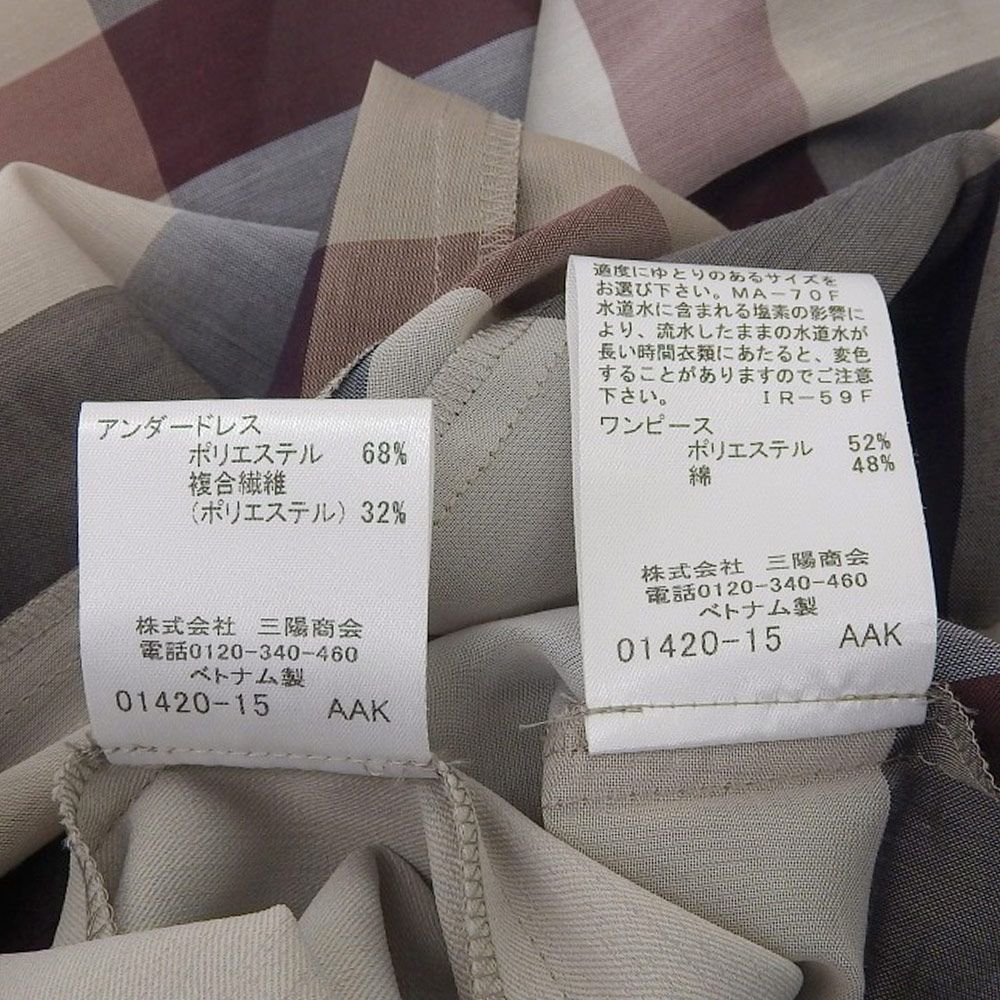 アンダードレス
ポリエステル 68%
複合繊維
(ポリエステル) 32%
株式会社 三陽商会
電話0120-340-460
ベトナム製
01420-15 AAK
適度にゆとりのあるサイズを
お選び下さい。MA-70F
水道水に含まれる塩素の影響に
より、流水したままの水道水が
長い時間衣類にあたると、変色
することがありますのでご注意
下さい。 IR-59F
ワンピース
ポリエステル 52%
綿 48%
株式会社 三陽商会
電話0120-340-460
ベトナム製
01420-15 AAK